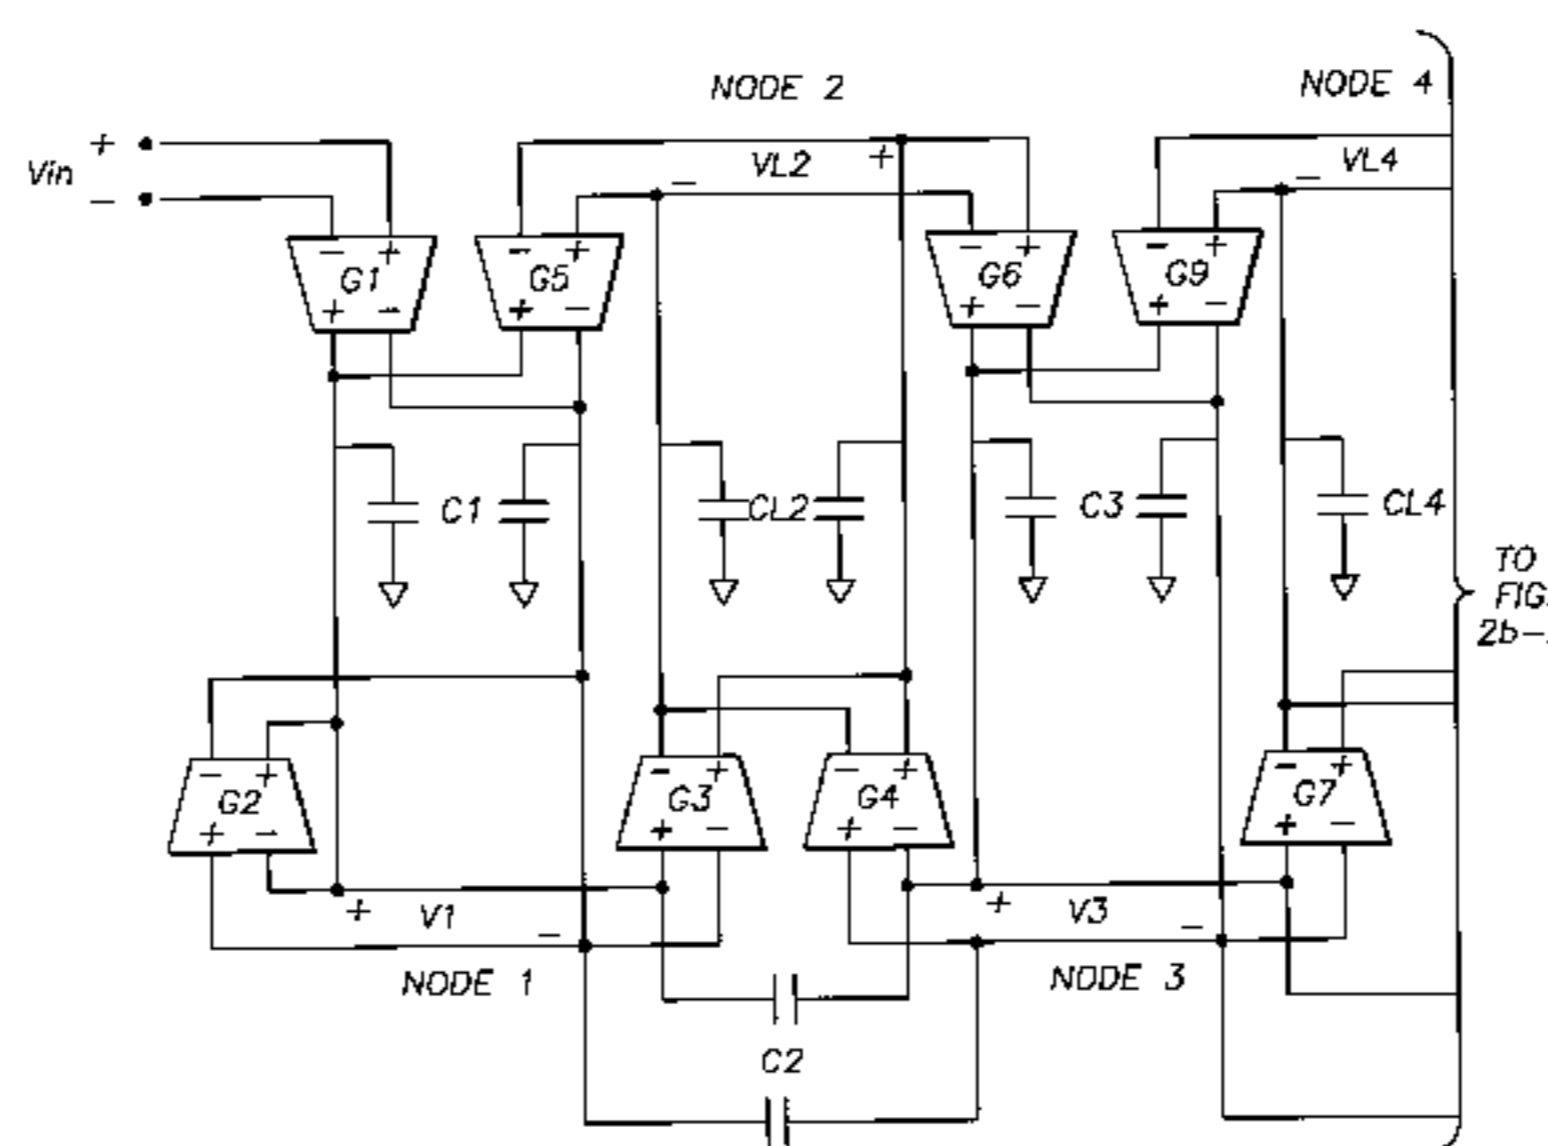 NODE 2
NODE 4
+
Vin
−
VL2
+
−
VL4
−
− +
G1
+ −
− +
G5
+ −
− +
G6
+ −
− +
G9
+ −
C1
CL2
C3
CL4
TO
FIG.
− +
G2
+ −
− +
G3
+ −
− +
G4
+ −
− +
G7
+ −
+
V1
−
NODE 1
+
V3
−
NODE 3
C2